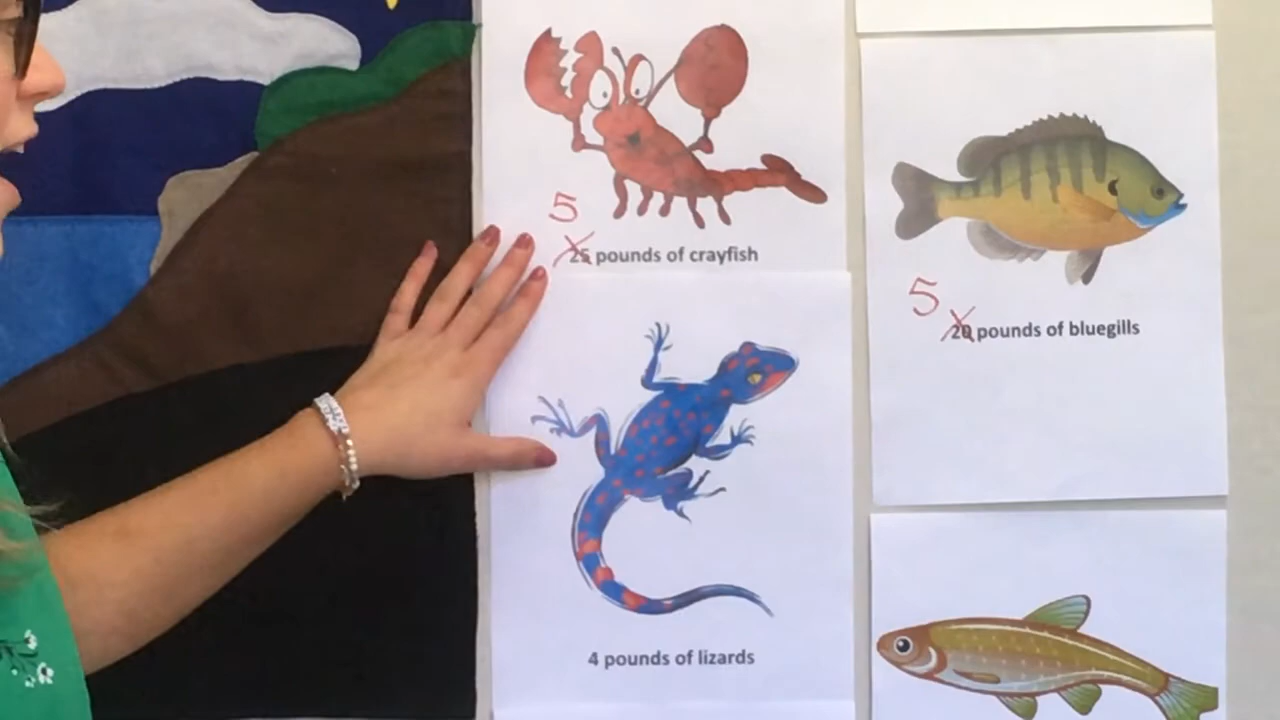 5
25 pounds of crayfish
4 pounds of lizards
5
20 pounds of bluegills